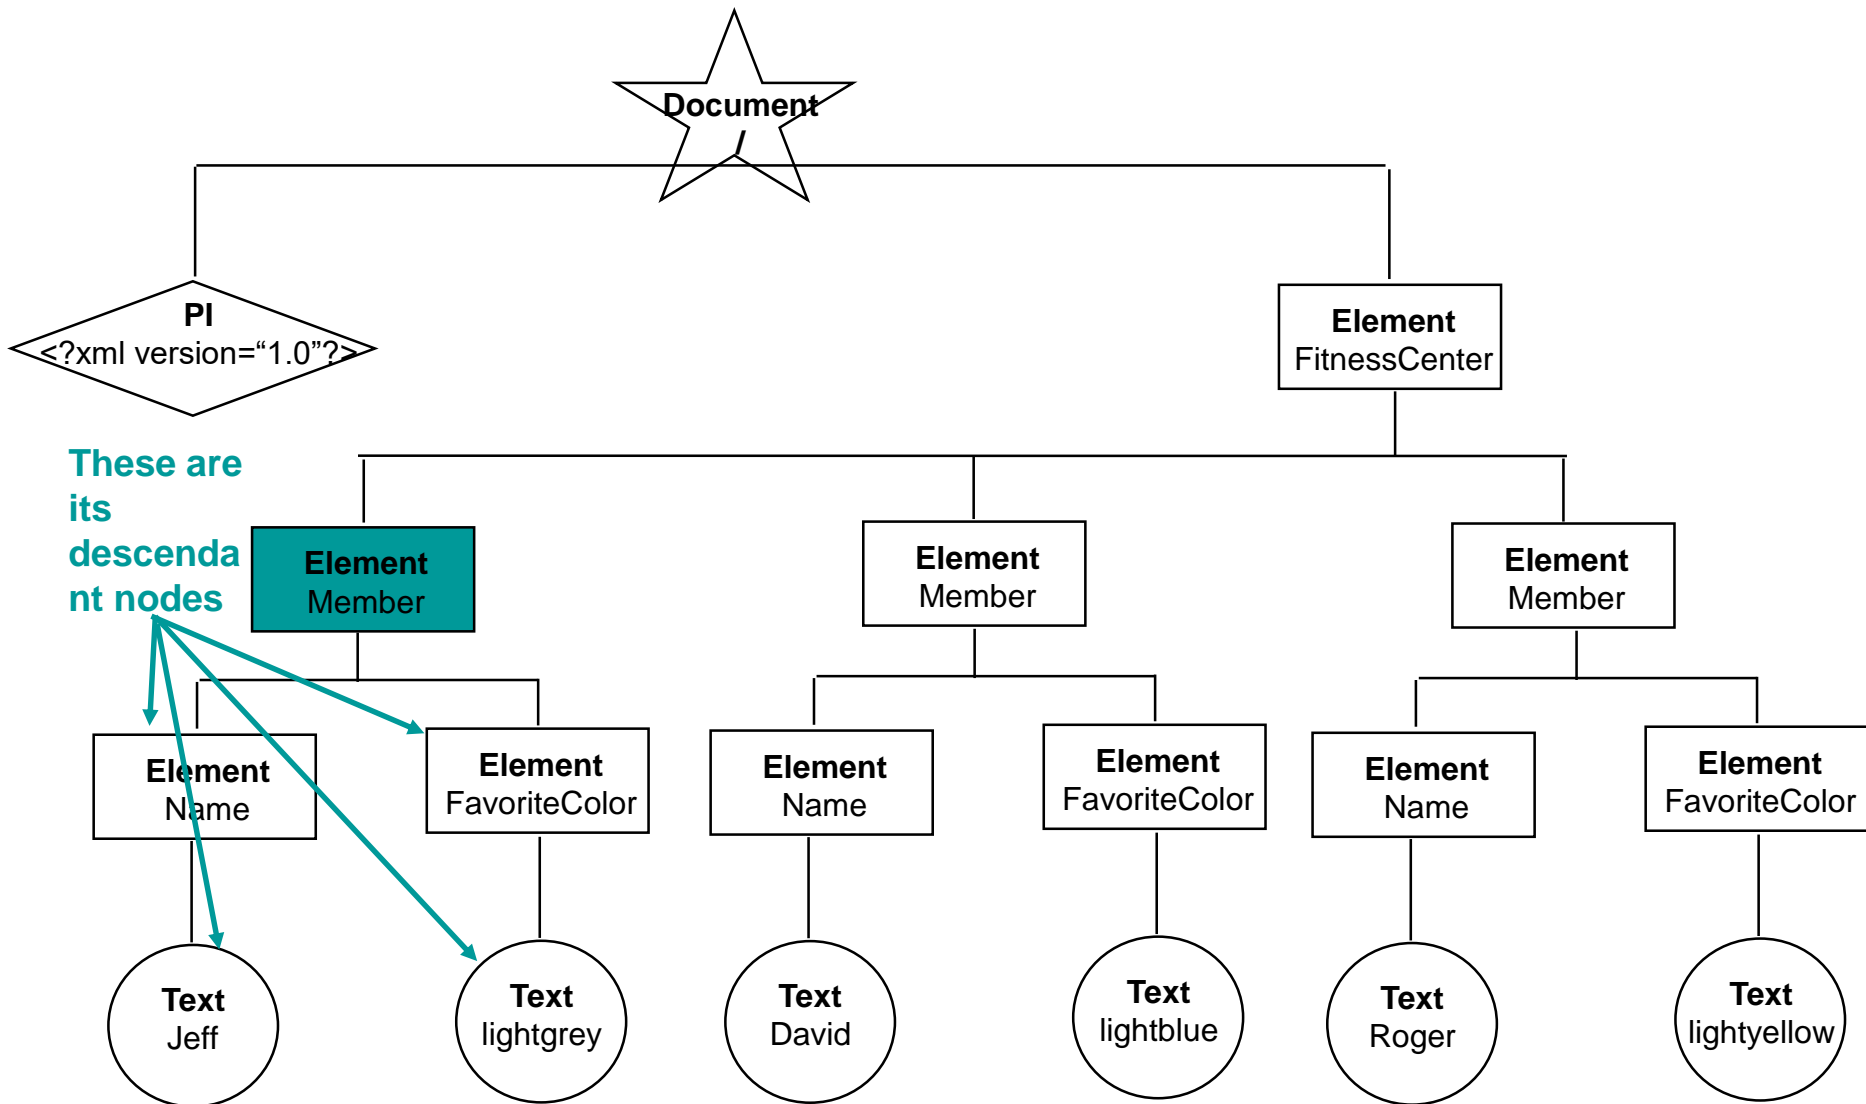 Document
/
PI
<?xml version=“1.0”?>
Element
FitnessCenter
These are
its
descenda
nt nodes
Element
Member
Element
Member
Element
Member
Element
Name
Element
FavoriteColor
Element
Name
Element
FavoriteColor
Element
Name
Element
FavoriteColor
Text
Jeff
Text
lightgrey
Text
David
Text
lightblue
Text
Roger
Text
lightyellow